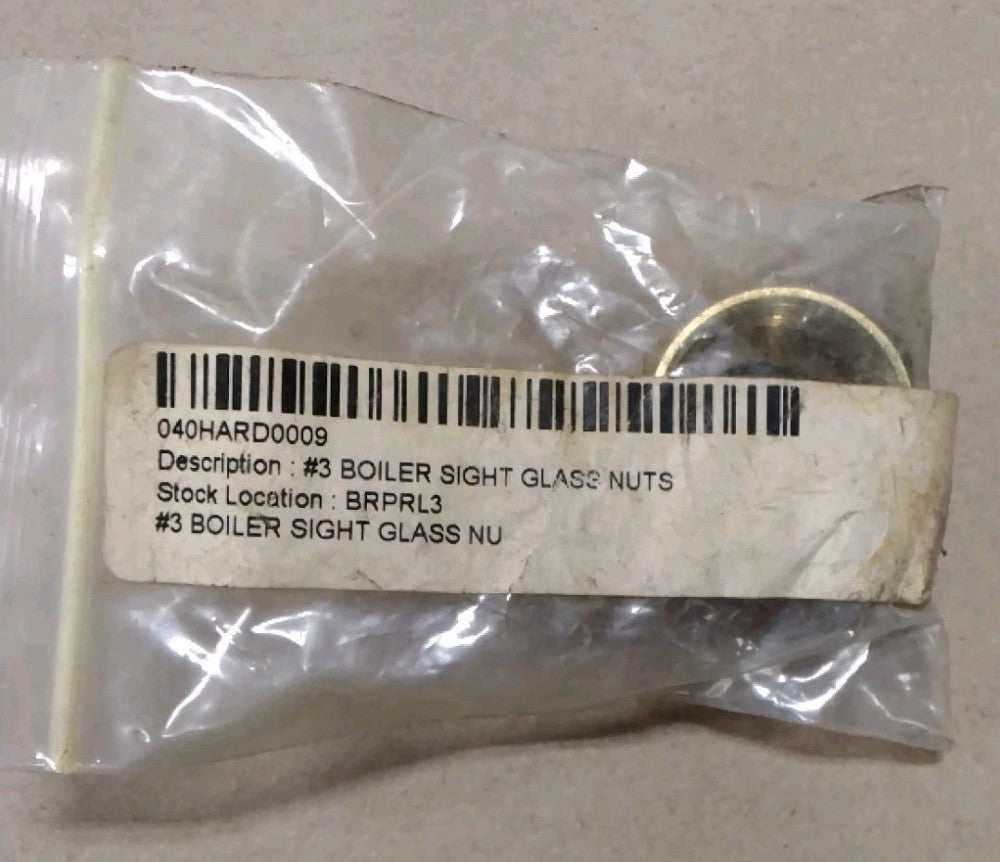 040HARD0009
Description : #3 BOILER SIGHT GLASS NUTS
Stock Location : BRPRL3
#3 BOILER SIGHT GLASS NU